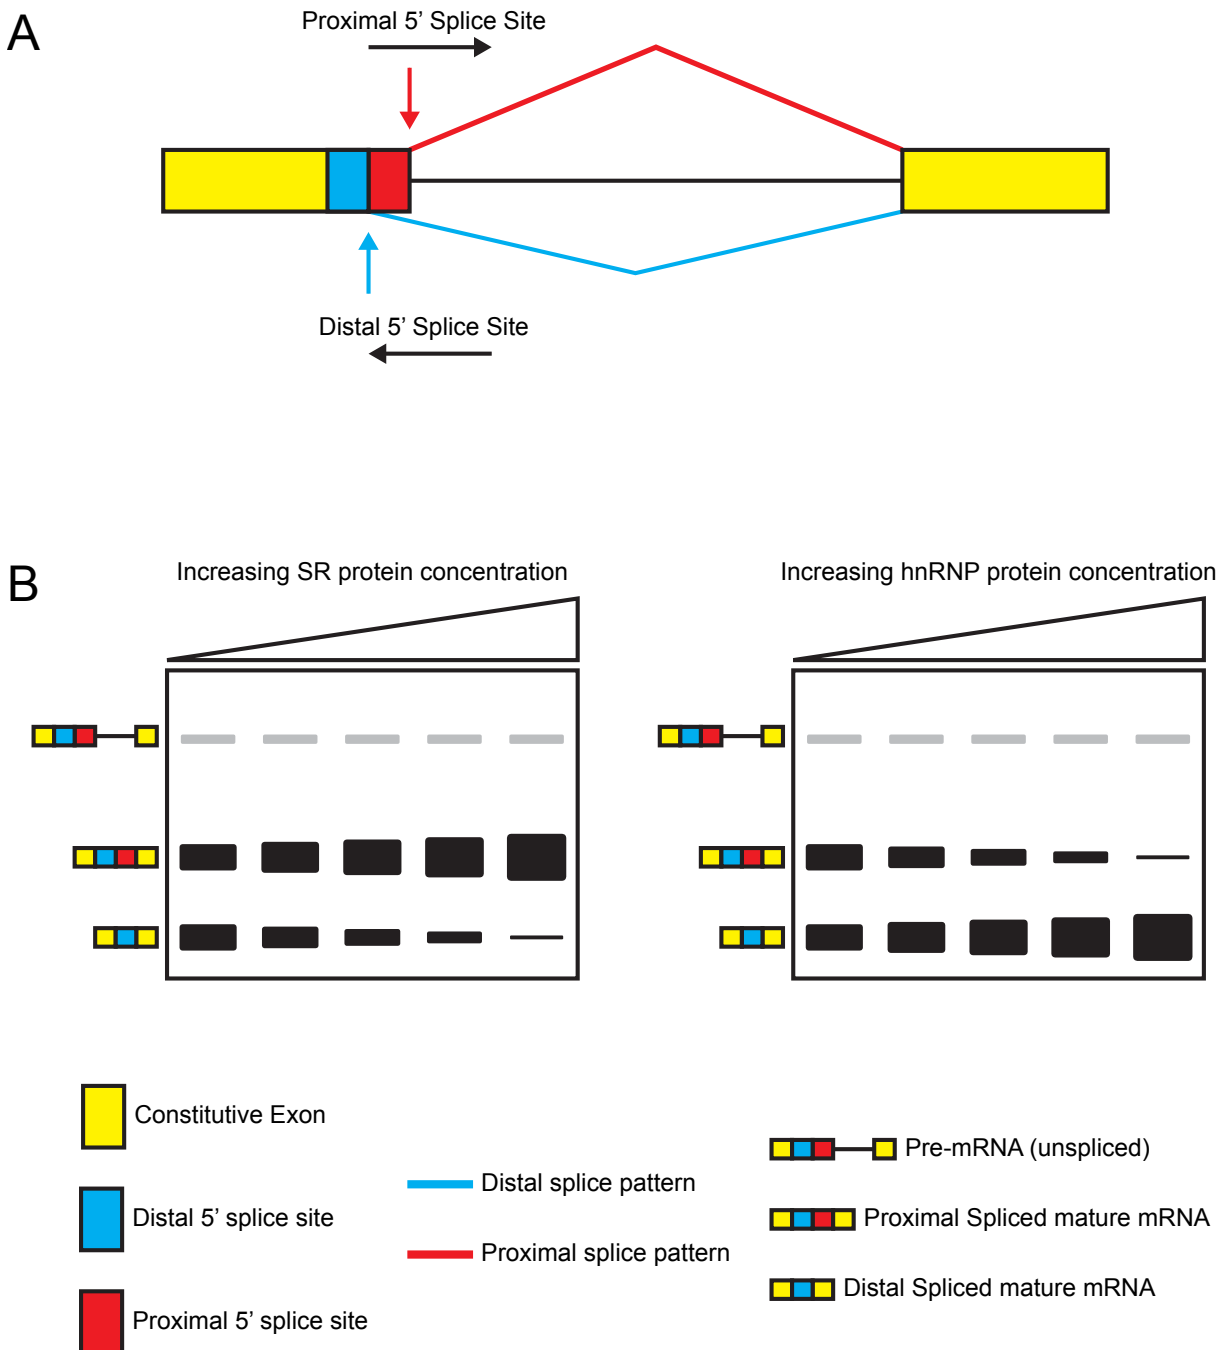 A
Proximal 5’ Splice Site
Distal 5’ Splice Site
B
Increasing SR protein concentration
Increasing hnRNP protein concentration
Constitutive Exon
Distal 5’ splice site
Proximal 5’ splice site
Distal splice pattern
Proximal splice pattern
Pre-mRNA (unspliced)
Proximal Spliced mature mRNA
Distal Spliced mature mRNA